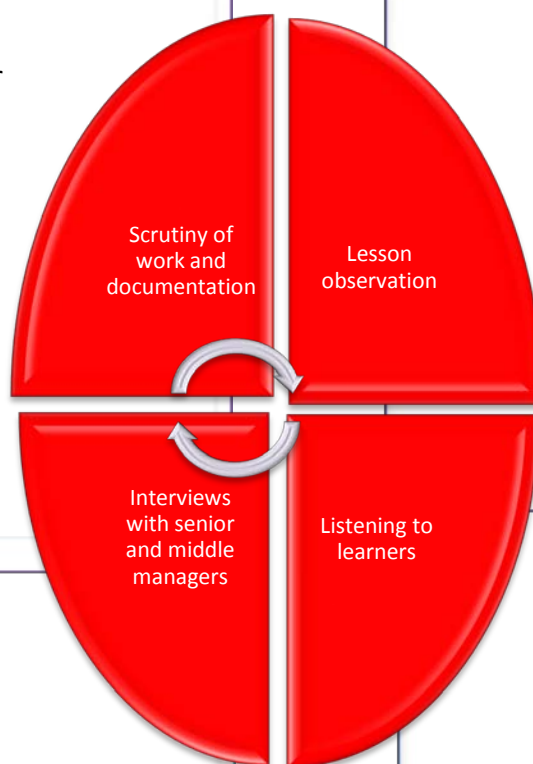 Scrutiny of
work and
documentation
Lesson
observation
Interviews
with senior
and middle
managers
Listening to
learners